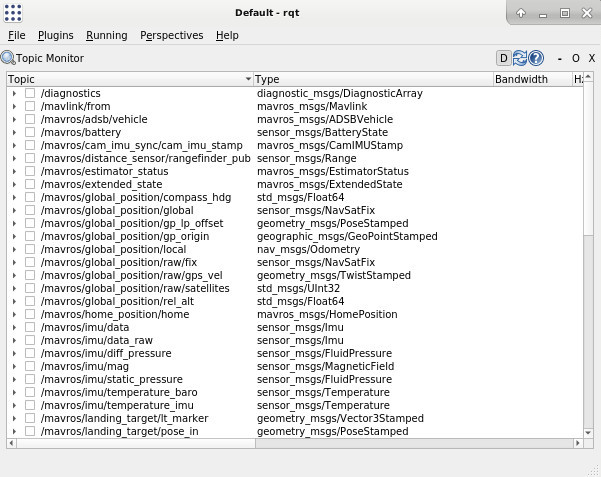 Default - rqt
File Plugins Running Perspectives Help
Topic Monitor D - O X
Topic Type Bandwidth
/diagnostics diagnostic_msgs/DiagnosticArray
/mavlink/from mavros_msgs/Mavlink
/mavros/adsb/vehicle mavros_msgs/ADSBVehicle
/mavros/battery sensor_msgs/BatteryState
/mavros/cam_imu_sync/cam_imu_stamp mavros_msgs/CamIMUStamp
/mavros/distance_sensor/rangefinder_pub sensor_msgs/Range
/mavros/estimator_status mavros_msgs/EstimatorStatus
/mavros/extended_state mavros_msgs/ExtendedState
/mavros/global_position/compass_hdg std_msgs/Float64
/mavros/global_position/global sensor_msgs/NavSatFix
/mavros/global_position/gp_lp_offset geometry_msgs/PoseStamped
/mavros/global_position/gp_origin geographic_msgs/GeoPointStamped
/mavros/global_position/local nav_msgs/Odometry
/mavros/global_position/raw/fix sensor_msgs/NavSatFix
/mavros/global_position/raw/gps_vel geometry_msgs/TwistStamped
/mavros/global_position/raw/satellites std_msgs/UInt32
/mavros/global_position/rel_alt std_msgs/Float64
/mavros/home_position/home mavros_msgs/HomePosition
/mavros/imu/data sensor_msgs/Imu
/mavros/imu/data_raw sensor_msgs/Imu
/mavros/imu/diff_pressure sensor_msgs/FluidPressure
/mavros/imu/mag sensor_msgs/MagneticField
/mavros/imu/static_pressure sensor_msgs/FluidPressure
/mavros/imu/temperature_baro sensor_msgs/Temperature
/mavros/imu/temperature_imu sensor_msgs/Temperature
/mavros/landing_target/lt_marker geometry_msgs/Vector3Stamped
/mavros/landing_target/pose_in geometry_msgs/PoseStamped